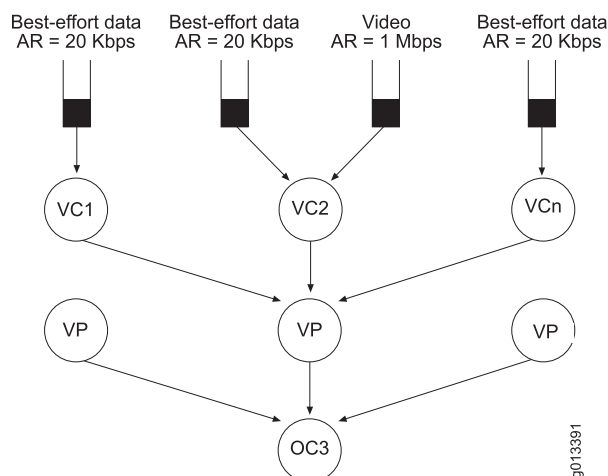 Best-effort data
AR = 20 Kbps
Best-effort data
AR = 20 Kbps
Video
AR = 1 Mbps
Best-effort data
AR = 20 Kbps
VC1
VC2
VCn
VP
VP
VP
OC3
g013391